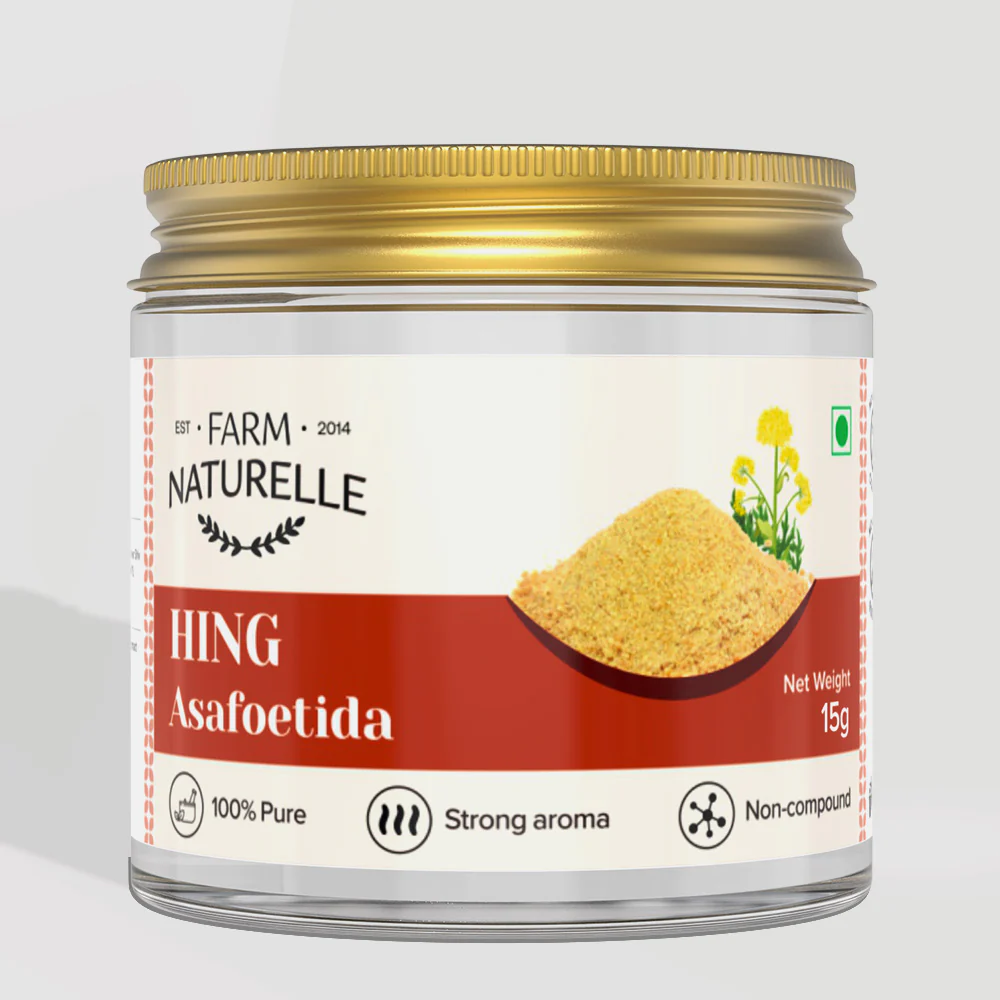 EST · FARM · 2014
NATURELLE
HING
Asafoetida
Net Weight
15g
100% Pure
Strong aroma
Non-compound